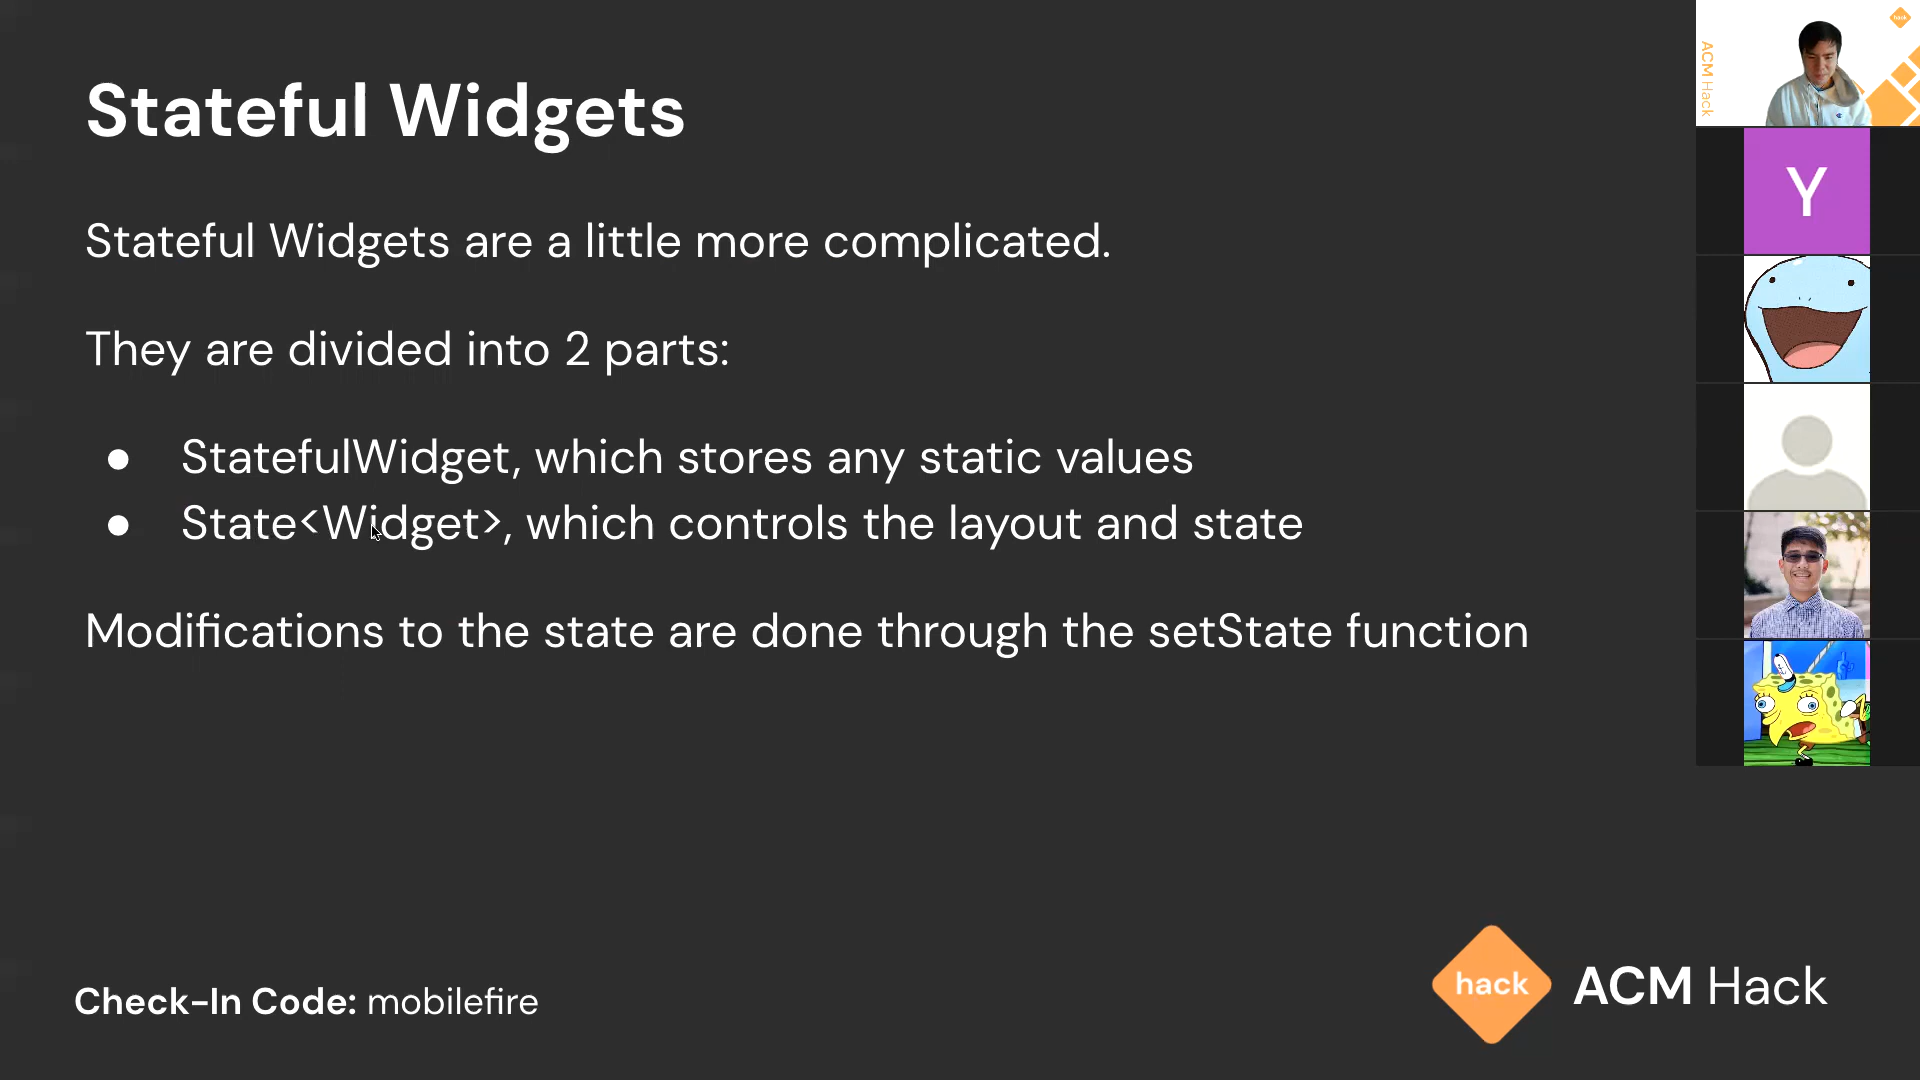 Stateful Widgets
Stateful Widgets are a little more complicated.
They are divided into 2 parts:
● StatefulWidget, which stores any static values
● State<Widget>, which controls the layout and state
Modifications to the state are done through the setState function
Check-In Code: mobilefire
hack ACM Hack
hack
ACM Hack
Y